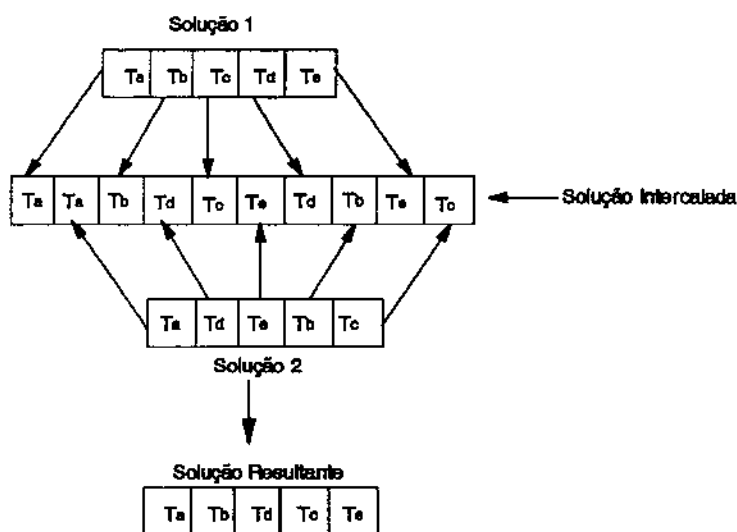 Solução 1
Ta Tb Tc Td Te
Ta Ta Tb Td Tc Te Td Tb Te Tc
Solução Intercalada
Ta Td Te Tb Tc
Solução 2
Solução Resultante
Ta Tb Td Tc Te